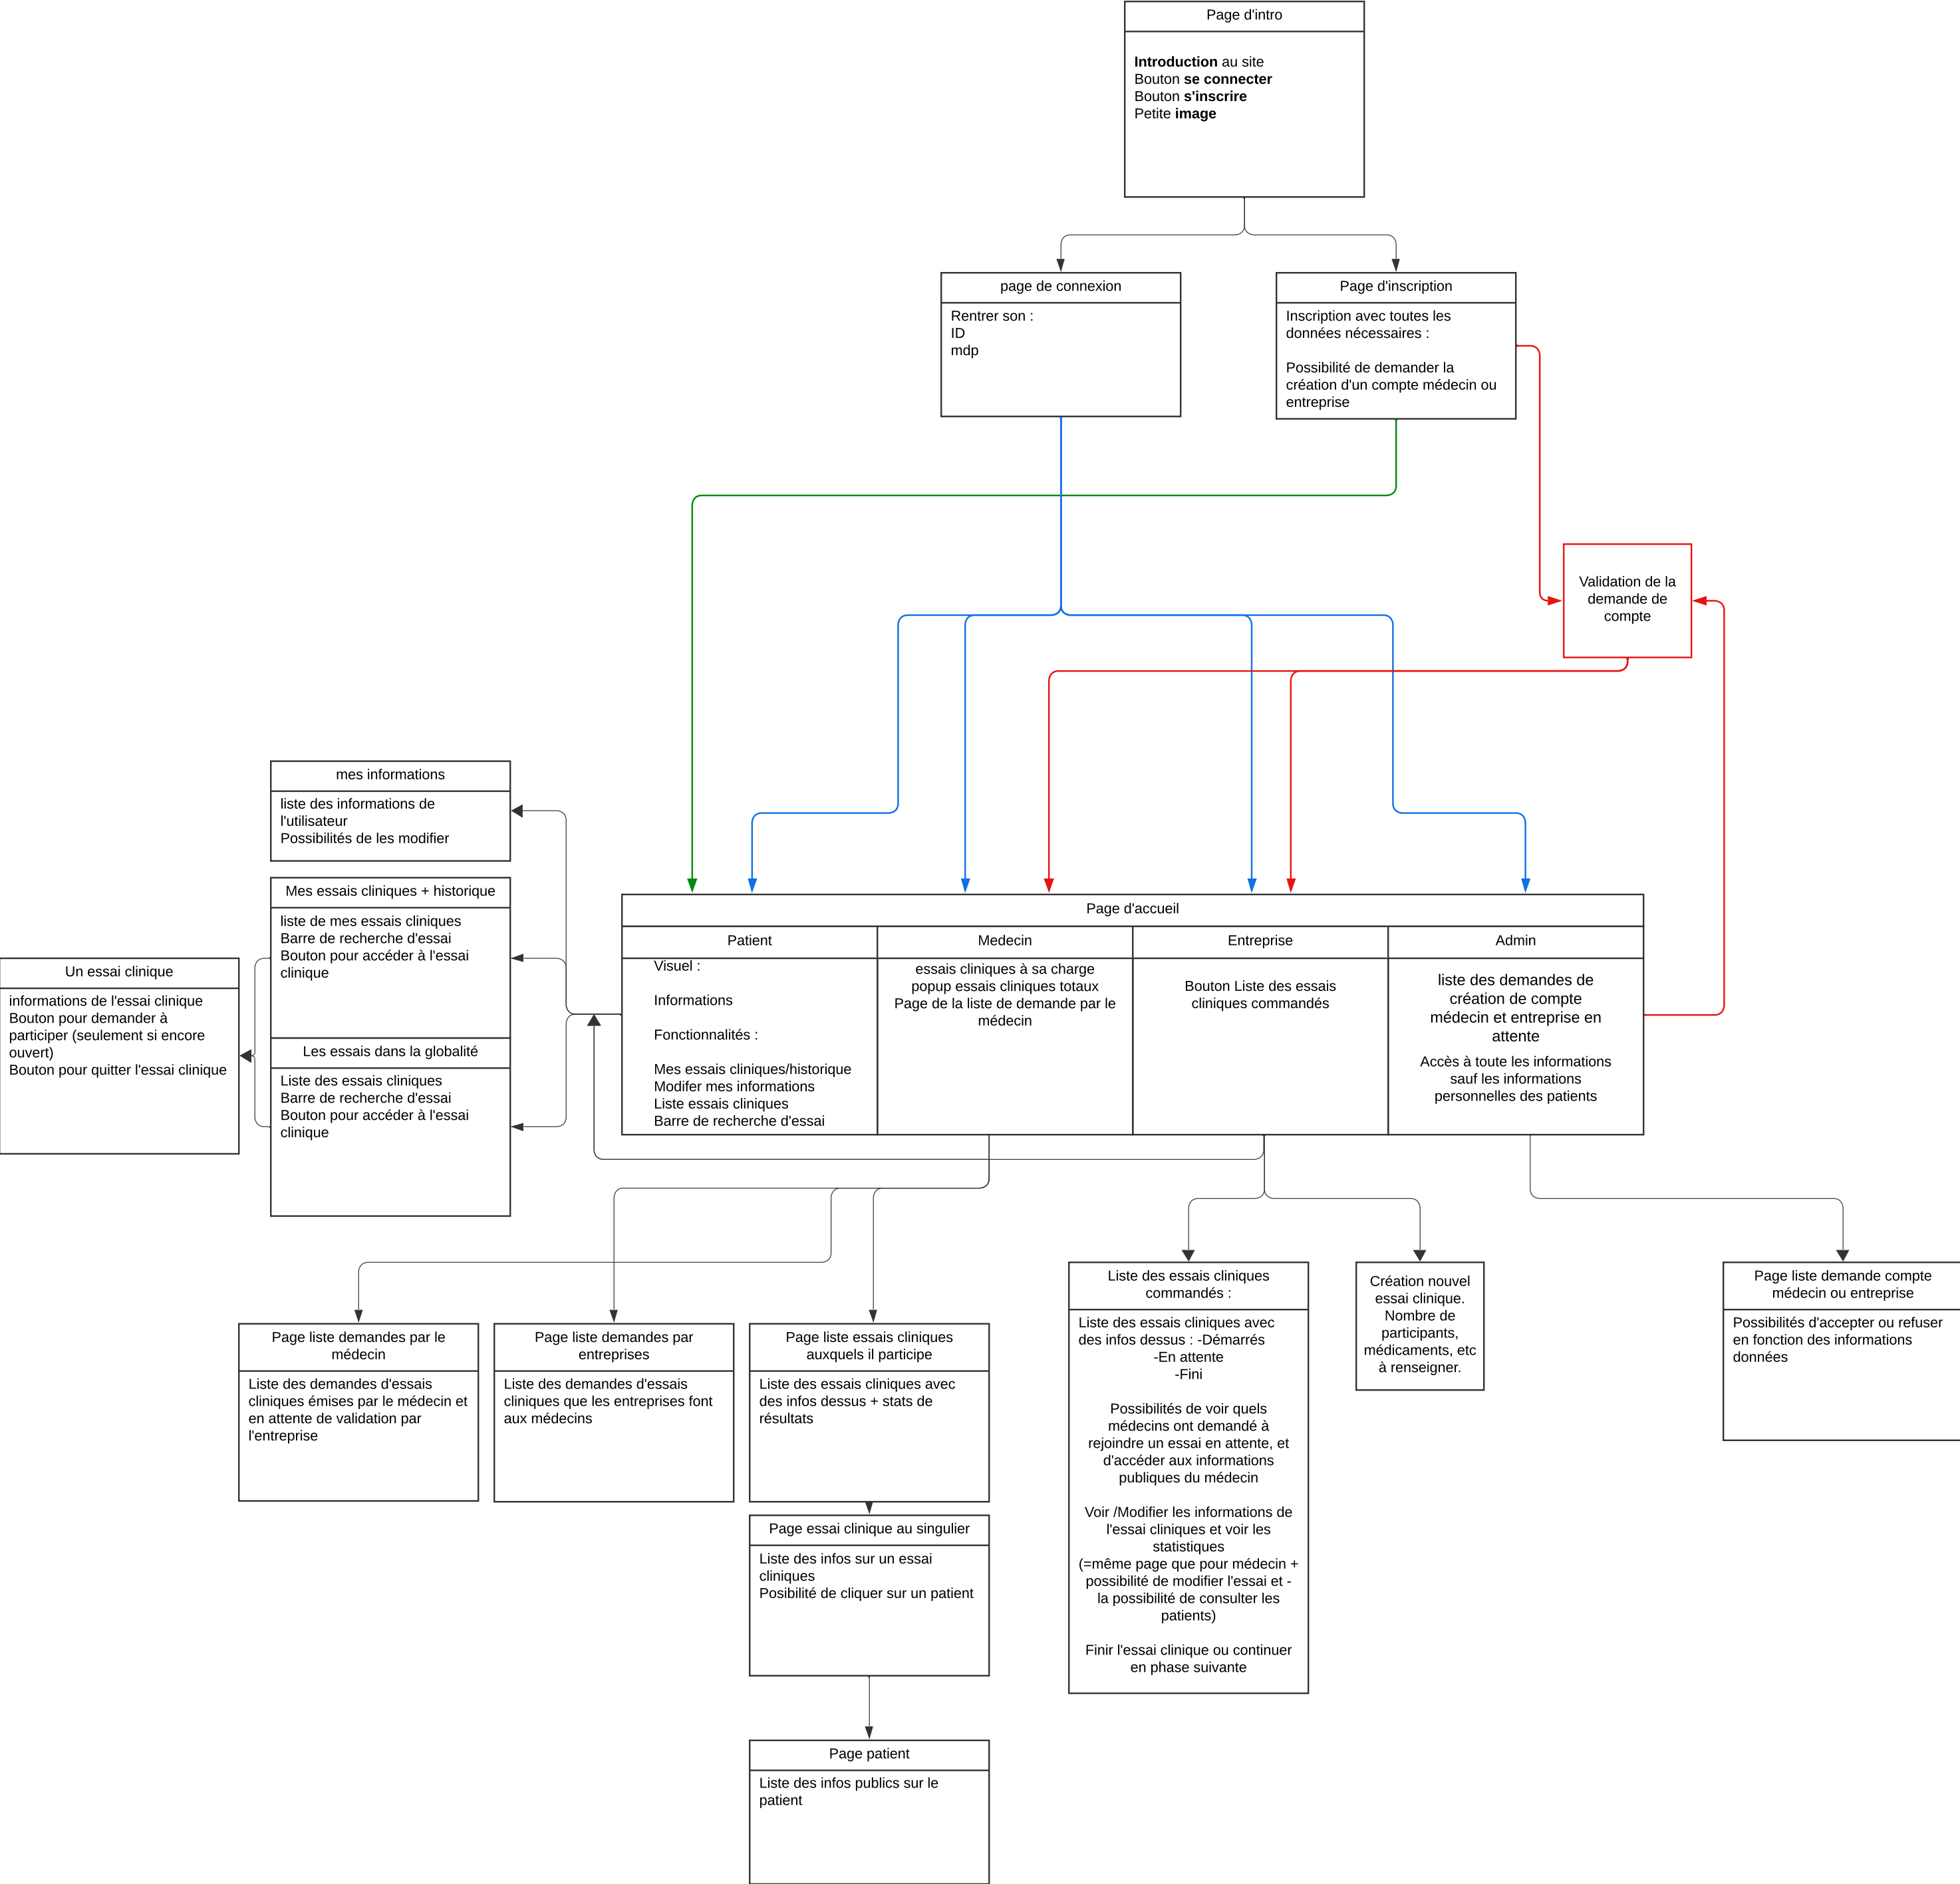 Page d'intro
Introduction au site
Bouton se connecter
Bouton s'inscrire
Petite image
page de connexion
Rentrer son :
ID
mdp
Page d'inscription
Inscription avec toutes les
données nécessaires :
Possibilité de demander la
création d'un compte médecin ou
entreprise
Validation de la
demande de
compte
mes informations
liste des informations de
l'utilisateur
Possibilités de les modifier
Mes essais cliniques + historique
liste de mes essais cliniques
Barre de recherche d'essai
Bouton pour accéder à l'essai
clinique
Les essais dans la globalité
Liste des essais cliniques
Barre de recherche d'essai
Bouton pour accéder à l'essai
clinique
Un essai clinique
informations de l'essai clinique
Bouton pour demander à
participer (seulement si encore
ouvert)
Bouton pour quitter l'essai clinique
Page d'accueil
Patient
Visuel :
Informations
Fonctionnalités :
Mes essais cliniques/historique
Modifer mes informations
Liste essais cliniques
Barre de recherche d'essai
Medecin
essais cliniques à sa charge
popup essais cliniques totaux
Page de la liste de demande par le
médecin
Entreprise
Bouton Liste des essais
cliniques commandés
Admin
liste des demandes de
création de compte
médecin et entreprise en
attente
Accès à toute les informations
sauf les informations
personnelles des patients
Page liste demandes par le
médecin
Liste des demandes d'essais
cliniques émises par le médecin et
en attente de validation par
l'entreprise
Page liste demandes par
entreprises
Liste des demandes d'essais
cliniques que les entreprises font
aux médecins
Page liste essais cliniques
auxquels il participe
Liste des essais cliniques avec
des infos dessus + stats de
résultats
Page essai clinique au singulier
Liste des infos sur un essai
cliniques
Posibilité de cliquer sur un patient
Page patient
Liste des infos publics sur le
patient
Liste des essais cliniques
commandés :
Liste des essais cliniques avec
des infos dessus : -Démarrés
-En attente
-Fini
Possibilités de voir quels
médecins ont demandé à
rejoindre un essai en attente, et
d'accéder aux informations
publiques du médecin
Voir /Modifier les informations de
l'essai cliniques et voir les
statistiques
(=même page que pour médecin +
possibilité de modifier l'essai et -
la possibilité de consulter les
patients)
Finir l'essai clinique ou continuer
en phase suivante
Création nouvel
essai clinique.
Nombre de
participants,
médicaments, etc
à renseigner.
Page liste demande compte
médecin ou entreprise
Possibilités d'accepter ou refuser
en fonction des informations
données